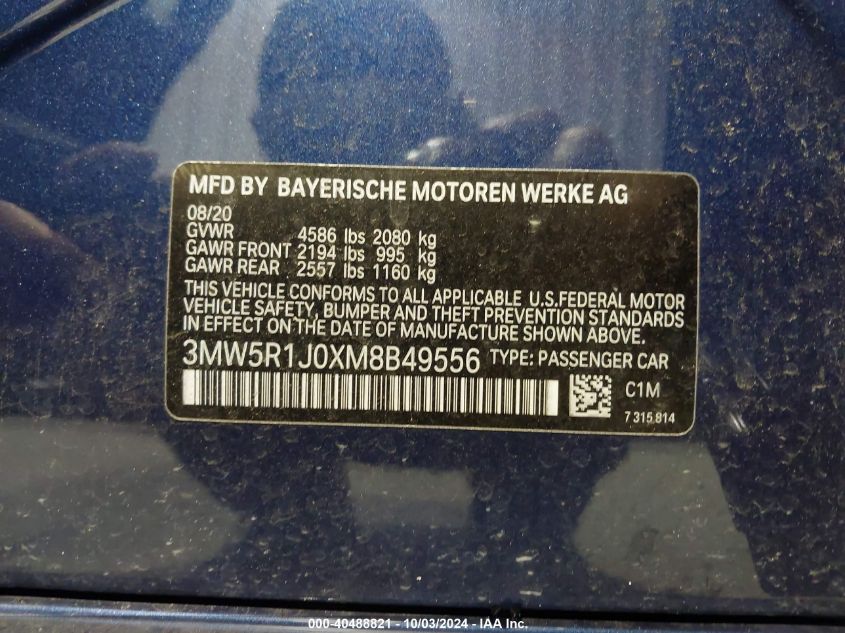 MFD BY BAYERISCHE MOTOREN WERKE AG
08/20
GVWR 4586 lbs 2080 kg
GAWR FRONT 2194 lbs 995 kg
GAWR REAR 2557 lbs 1160 kg
THIS VEHICLE CONFORMS TO ALL APPLICABLE U.S.FEDERAL MOTOR
VEHICLE SAFETY, BUMPER AND THEFT PREVENTION STANDARDS
IN EFFECT ON THE DATE OF MANUFACTURE SHOWN ABOVE.
3MW5R1J0XM8B49556 TYPE: PASSENGER CAR
C1M
7 315 814
000-40488821 - 10/03/2024 - IAA Inc.